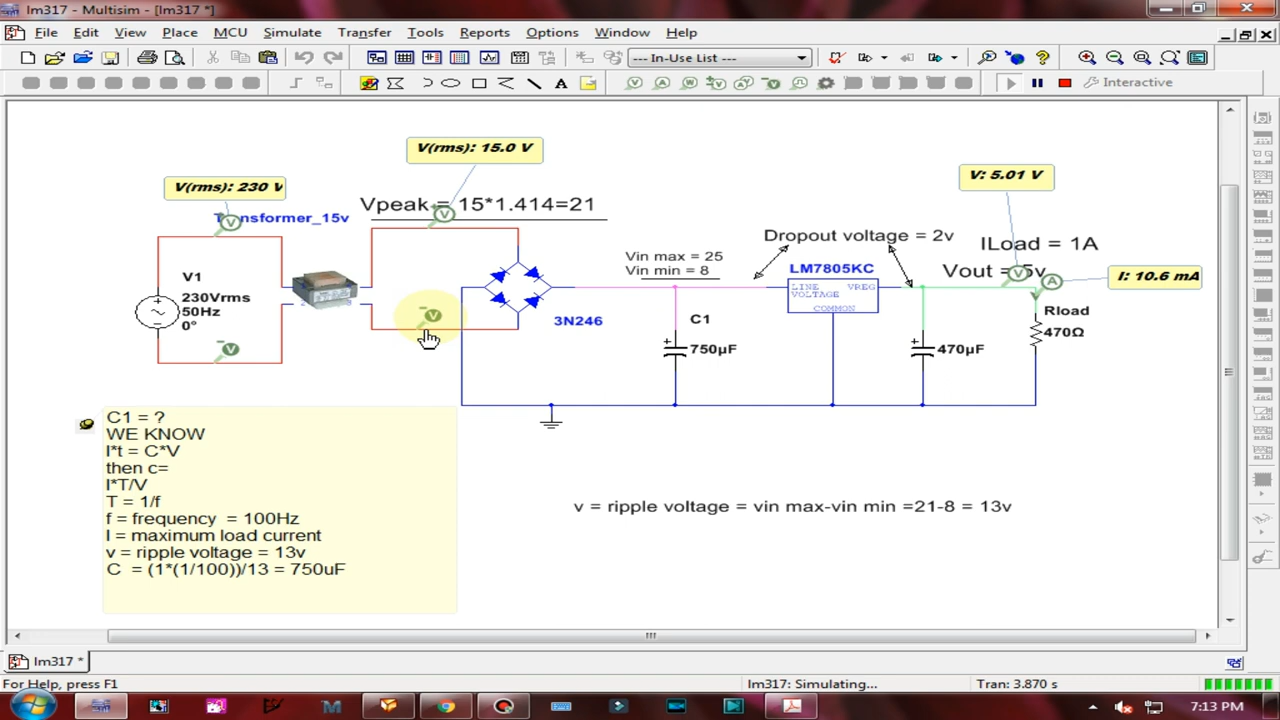 lm317 - Multisim - [lm317 *]
File Edit View Place MCU Simulate Transfer Tools Reports Options Window Help
--- In-Use List ---
Interactive
V(rms): 15.0 V
V(rms): 230 V
V: 5.01 V
nsformer_15v
Vpeak = 15*1.414=21
Dropout voltage = 2v
ILoad = 1A
Vin max = 25
Vin min = 8
LM7805KC
Vout = 5v
I: 10.6 mA
V1
230Vrms
50Hz
0°
LINE VREG
VOLTAGE
COMMON
3N246
C1
750µF
470µF
Rload
470Ω
C1 = ?
WE KNOW
I*t = C*V
then c=
I*T/V
T = 1/f
f = frequency = 100Hz
I = maximum load current
v = ripple voltage = 13v
C = (1*(1/100))/13 = 750uF
v = ripple voltage = vin max-vin min =21-8 = 13v
lm317 *
For Help, press F1
lm317: Simulating...
Tran: 3.870 s
7:13 PM